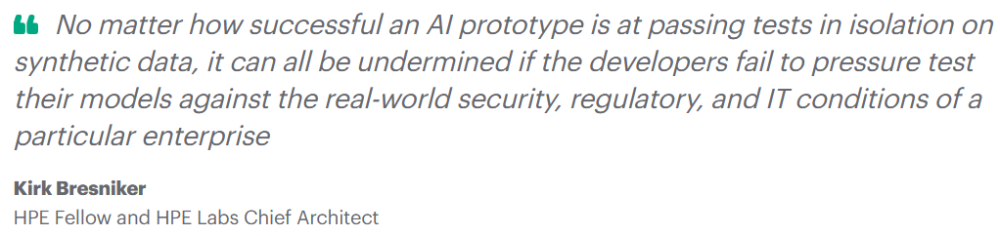 “ No matter how successful an AI prototype is at passing tests in isolation on
synthetic data, it can all be undermined if the developers fail to pressure test
their models against the real-world security, regulatory, and IT conditions of a
particular enterprise
Kirk Bresniker
HPE Fellow and HPE Labs Chief Architect